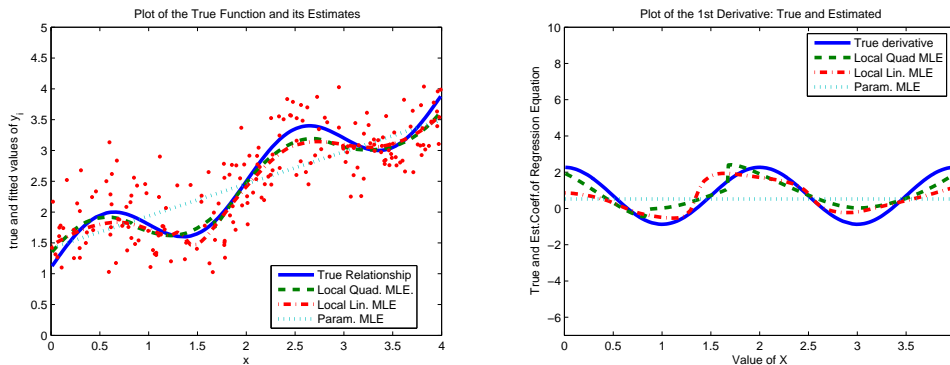 Plot of the True Function and its Estimates
5
4.5
4
3.5
3
2.5
2
1.5
1
0.5
0
true and fitted values of y_i
0 0.5 1 1.5 2 2.5 3 3.5 4
x
True Relationship
Local Quad. MLE.
Local Lin. MLE
Param. MLE
Plot of the 1st Derivative: True and Estimated
10
8
6
4
2
0
−2
−4
−6
True and Est.Coeff.of Regression Equation
0 0.5 1 1.5 2 2.5 3 3.5
Value of X
True derivative
Local Quad MLE
Local Lin. MLE
Param. MLE